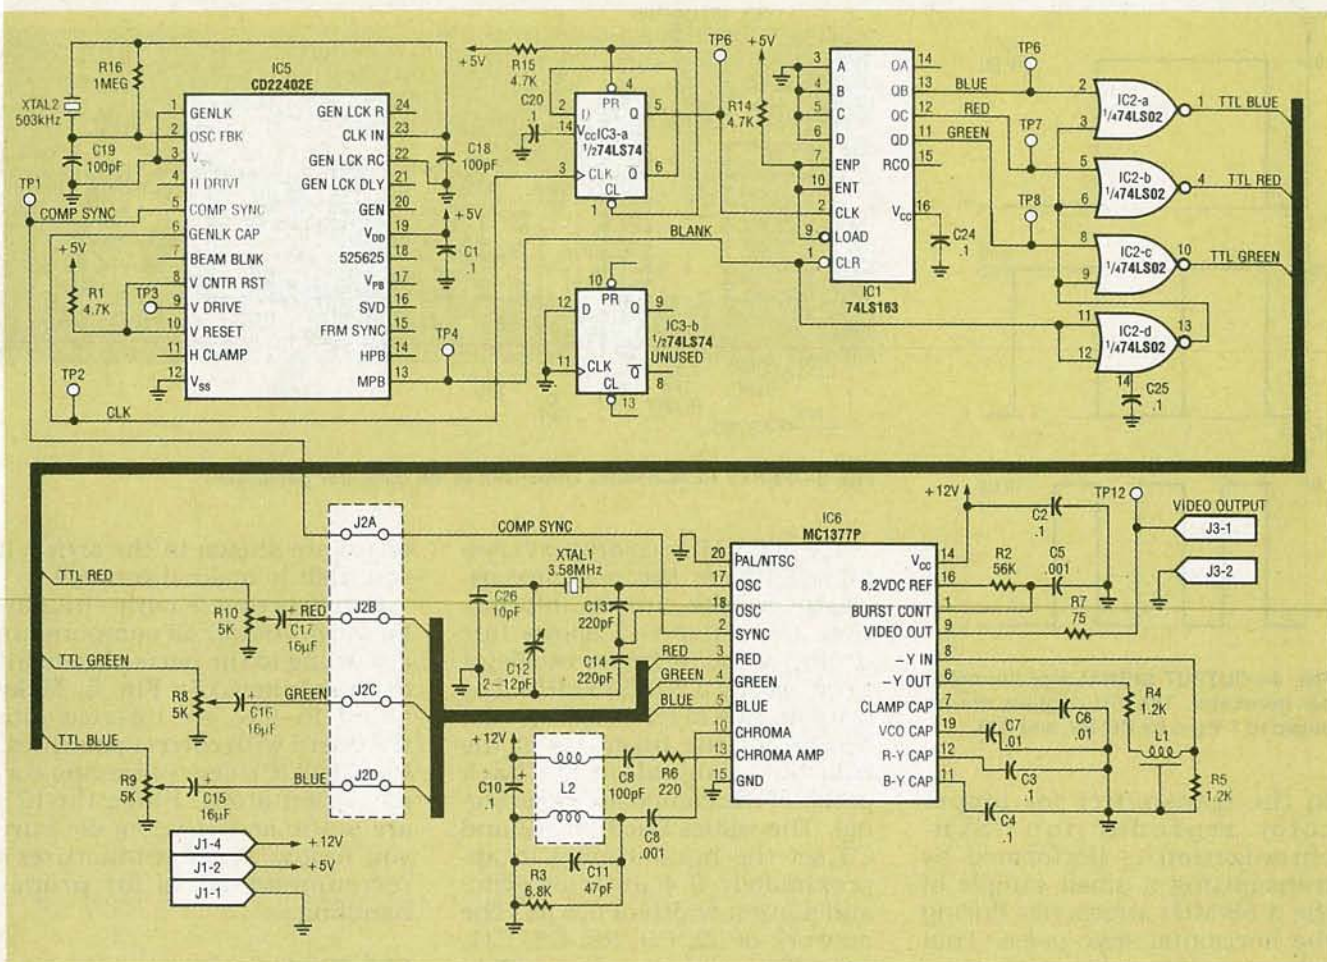 R16
1MEG
XTAL2
503kHz
C19
100pF
TP1
COMP SYNC
+5V
R1
4.7K
TP3
TP2
CLK
IC5
CD22402E
1 GENLK
2 OSC FBK
3
4 H DRIVE
5 COMP SYNC
6 GENLK CAP
7 BEAM BLNK
8 V CNTR RST
9 V DRIVE
10 V RESET
11 H CLAMP
12 VSS
GEN LCK R 24
CLK IN 23
GEN LCK RC 22
GEN LCK DLY 21
GEN 20
VDD 19
525625 18
VPB 17
SVD 16
FRM SYNC 15
HPB 14
MPB 13
C18
100pF
+5V
C1
.1
TP4
+5V
R15
4.7K
C20
.1
2 D
14 VCC
3 CLK
4
PR
Q 5
IC3-a
1/2 74LS74
Q 6
CL
1
BLANK
10
PR
12 D
Q 9
11 CLK
IC3-b
1/2 74LS74
UNUSED
Q
8
CL
13
TP6
+5V
R14
4.7K
3 A
4 B
5 C
6 D
7 ENP
10 ENT
2 CLK
9 LOAD
1 CLR
QA 14
QB 13
QC 12
QD 11
RCO 15
VCC 16
C24
.1
IC1
74LS163
BLUE
RED
GREEN
TP6
TP7
TP8
2
3
IC2-a
1/4 74LS02
1 TTL BLUE
5
6
IC2-b
1/4 74LS02
4 TTL RED
8
9
IC2-c
1/4 74LS02
10 TTL GREEN
11
12
IC2-d
1/4 74LS02
13
14
C25
.1
TTL RED
R10
5K
RED
C17
16µF
TTL GREEN
R8
5K
GREEN
C16
16µF
TTL BLUE
R9
5K
BLUE
C15
16µF
J2A
J2B
J2C
J2D
J1-4 +12V
J1-2 +5V
J1-1
COMP SYNC
XTAL1
3.58MHz
C26
10pF
C12
2–12pF
C13
220pF
C14
220pF
RED
GREEN
BLUE
+12V
C10
.1
L2
C8
100pF
R6
220
C8
.001
C11
47pF
R3
6.8K
IC6
MC1377P
20 PAL/NTSC
17 OSC
18 OSC
2 SYNC
3 RED
4 GREEN
5 BLUE
10 CHROMA
13 CHROMA AMP
15 GND
VCC 14
8.2VDC REF 16
BURST CONT 1
VIDEO OUT 9
–Y IN 8
–Y OUT 6
CLAMP CAP 7
VCO CAP 19
R-Y CAP 12
B-Y CAP 11
+12V
C2
.1
R2
56K
C5
.001
R7
75
TP12
VIDEO OUTPUT
J3-1
J3-2
C7
.01
C6
.01
C3
.1
C4
.1
R4
1.2K
L1
R5
1.2K